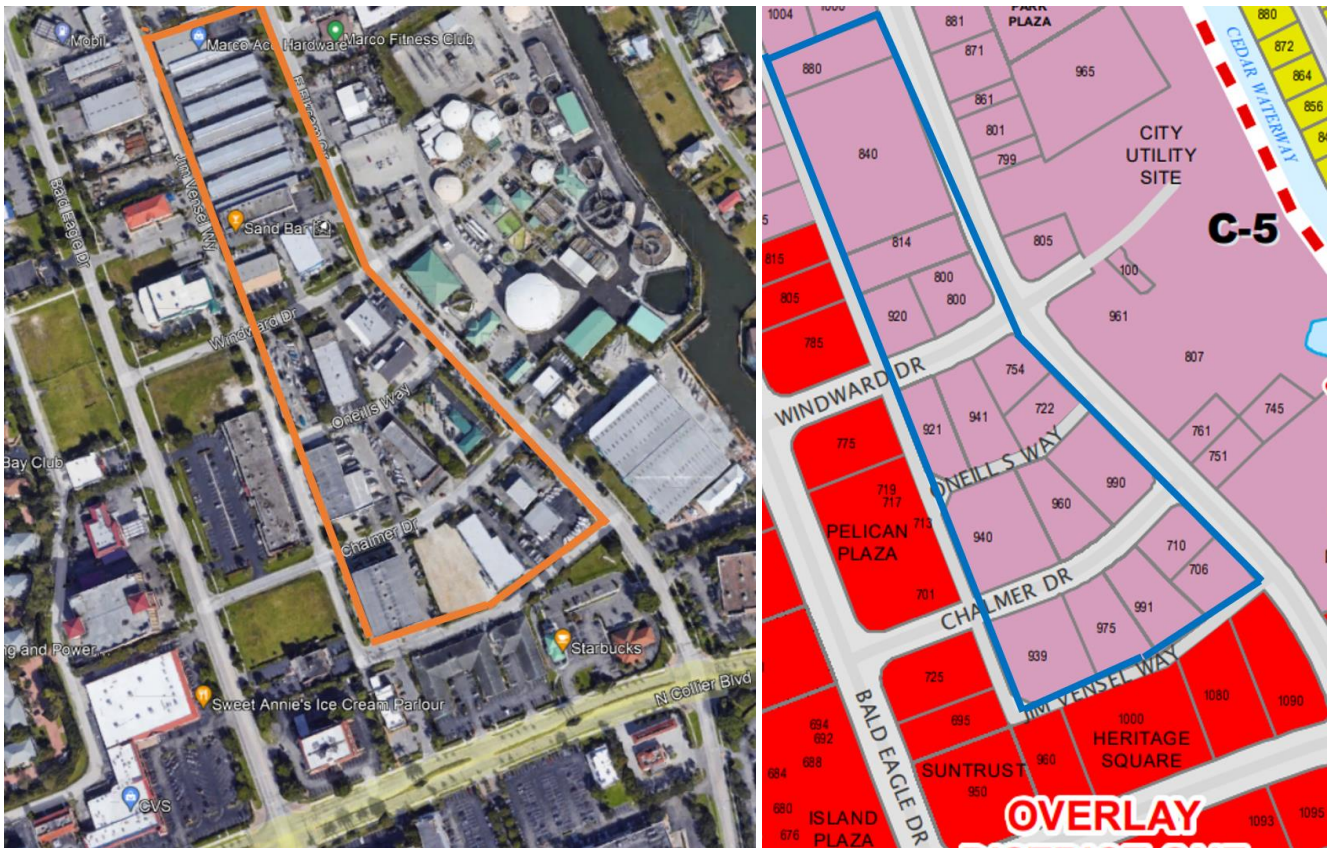 Mobil
Marco Ace Hardware
Marco Fitness Club
Jim Vensel Wy
Bald Eagle Dr
Sand Bar
Windward Dr
Oneills Way
Bay Club
Chalmer Dr
ng and Power...
Starbucks
N Collier Blvd
Sweet Annie's Ice Cream Parlour
CVS
1004
881
PARK
PLAZA
880
872
864
856
871
965
880
861
801
799
840
CEDAR WATERWAY
CITY
UTILITY
SITE
C-5
814
805
815
800
800
100
805
920
961
785
807
WINDWARD DR
754
722
941
921
775
745
761
751
ONEILLS WAY
719
717
713
990
960
940
PELICAN
PLAZA
710
706
701
CHALMER DR
991
975
939
725
JIM VENSEL WAY
695
1080
1090
BALD EAGLE DR
694
692
688
684
680
676
1000
HERITAGE
SQUARE
960
SUNTRUST
950
ISLAND
PLAZA
OVERLAY
1093
1095